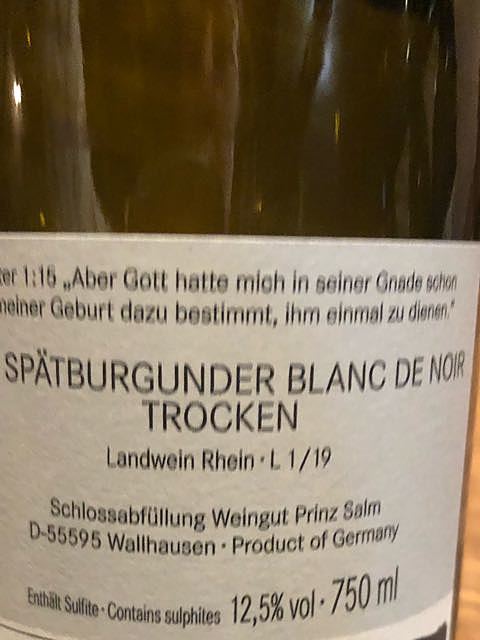 ter 1:15 „Aber Gott hatte mich in seiner Gnade schon
meiner Geburt dazu bestimmt, ihm einmal zu dienen.“
SPÄTBURGUNDER BLANC DE NOIR
TROCKEN
Landwein Rhein · L 1/19
Schlossabfüllung Weingut Prinz Salm
D-55595 Wallhausen · Product of Germany
Enthält Sulfite · Contains sulphites 12,5% vol · 750 ml